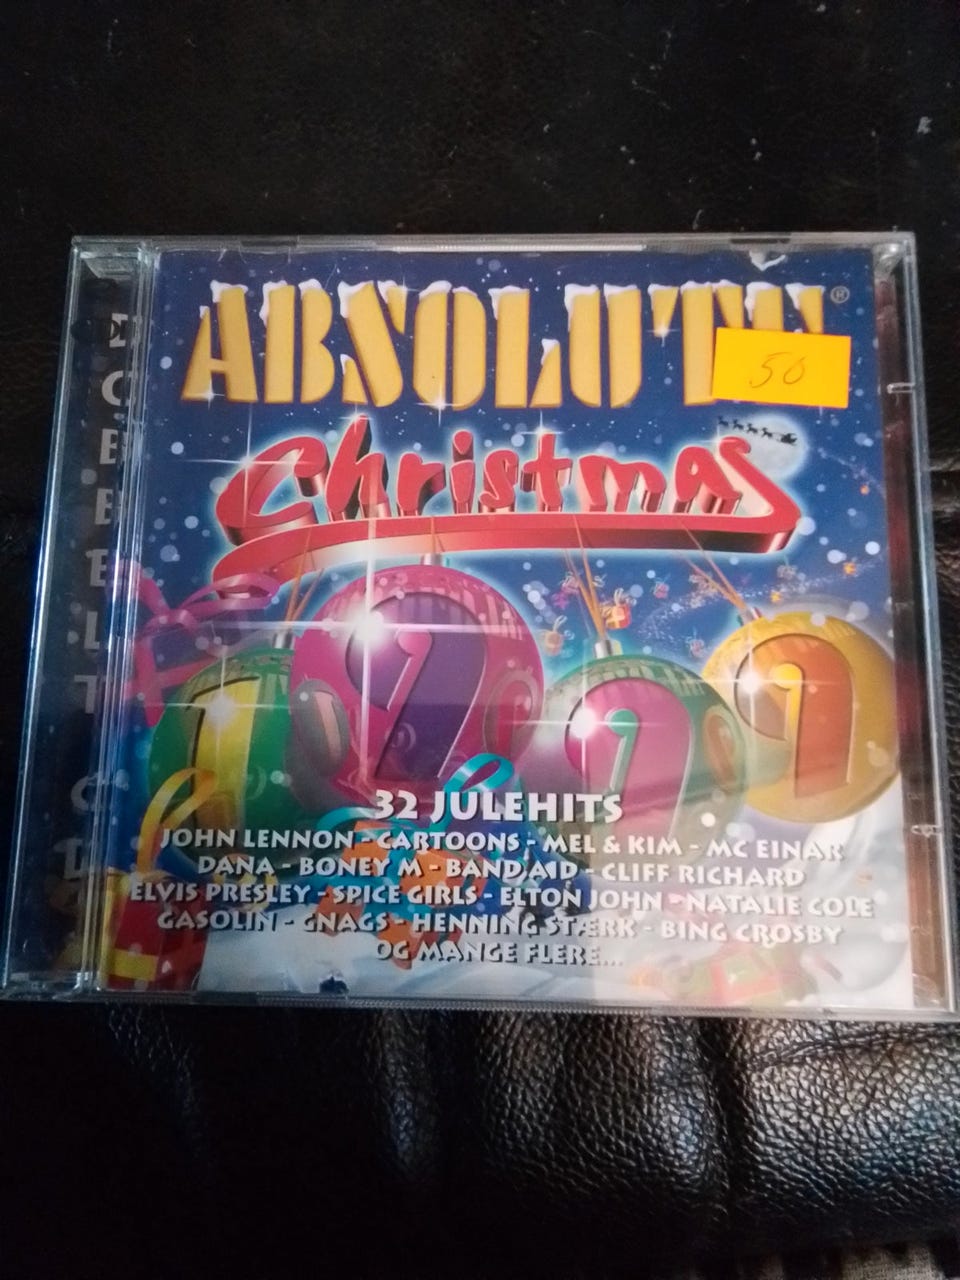 ABSOLUTE®
50
Christmas
1999
32 JULEHITS
JOHN LENNON - CARTOONS - MEL & KIM - MC EINAR
DANA - BONEY M - BAND AID - CLIFF RICHARD
ELVIS PRESLEY - SPICE GIRLS - ELTON JOHN - NATALIE COLE
GASOLIN - GNAGS - HENNING STÆRK - BING CROSBY
OG MANGE FLERE...
DOBBELT CD